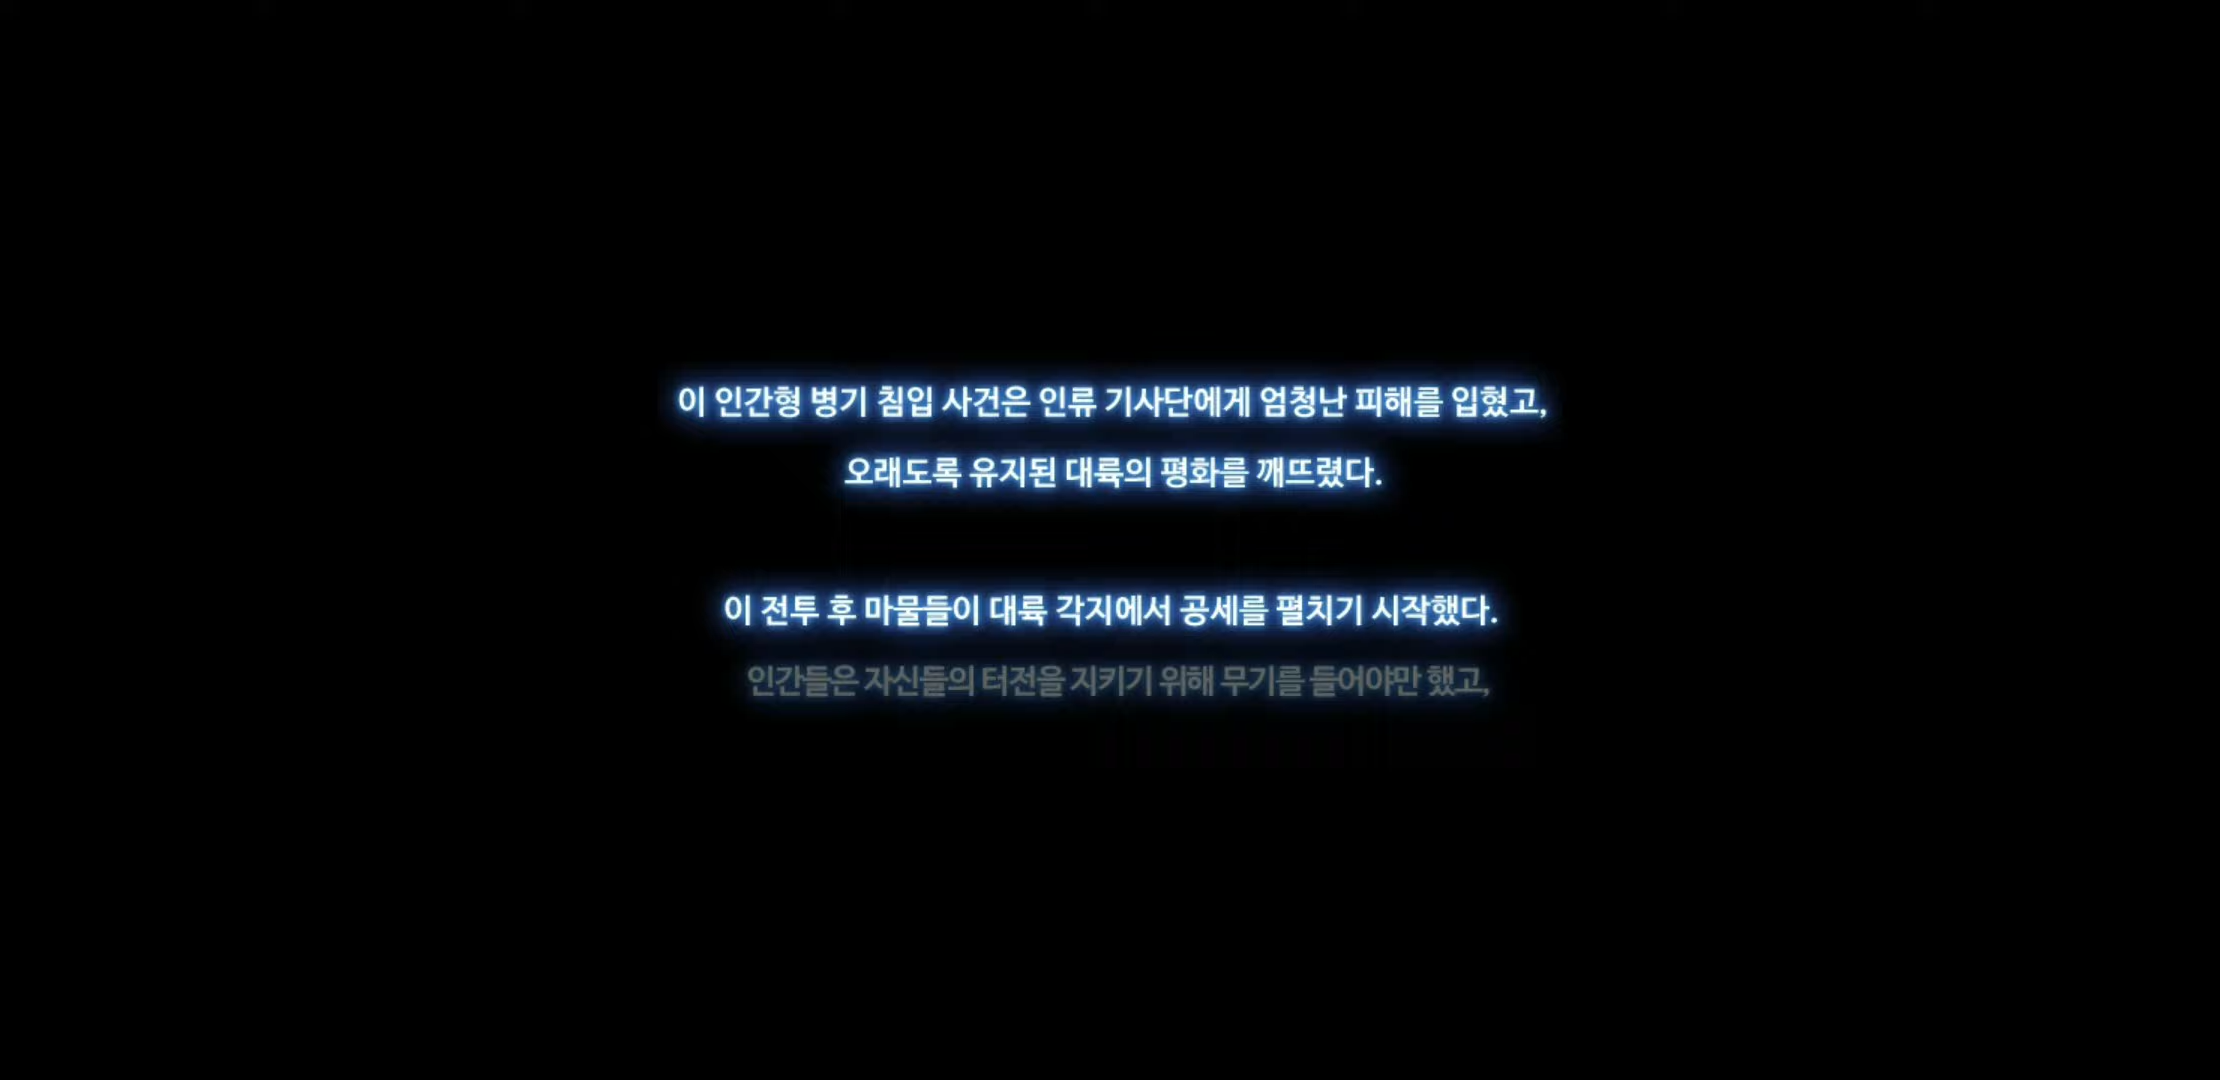 이 인간형 병기 침입 사건은 인류 기사단에게 엄청난 피해를 입혔고,
오래도록 유지된 대륙의 평화를 깨뜨렸다.
이 전투 후 마물들이 대륙 각지에서 공세를 펼치기 시작했다.
인간들은 자신들의 터전을 지키기 위해 무기를 들어야만 했고,